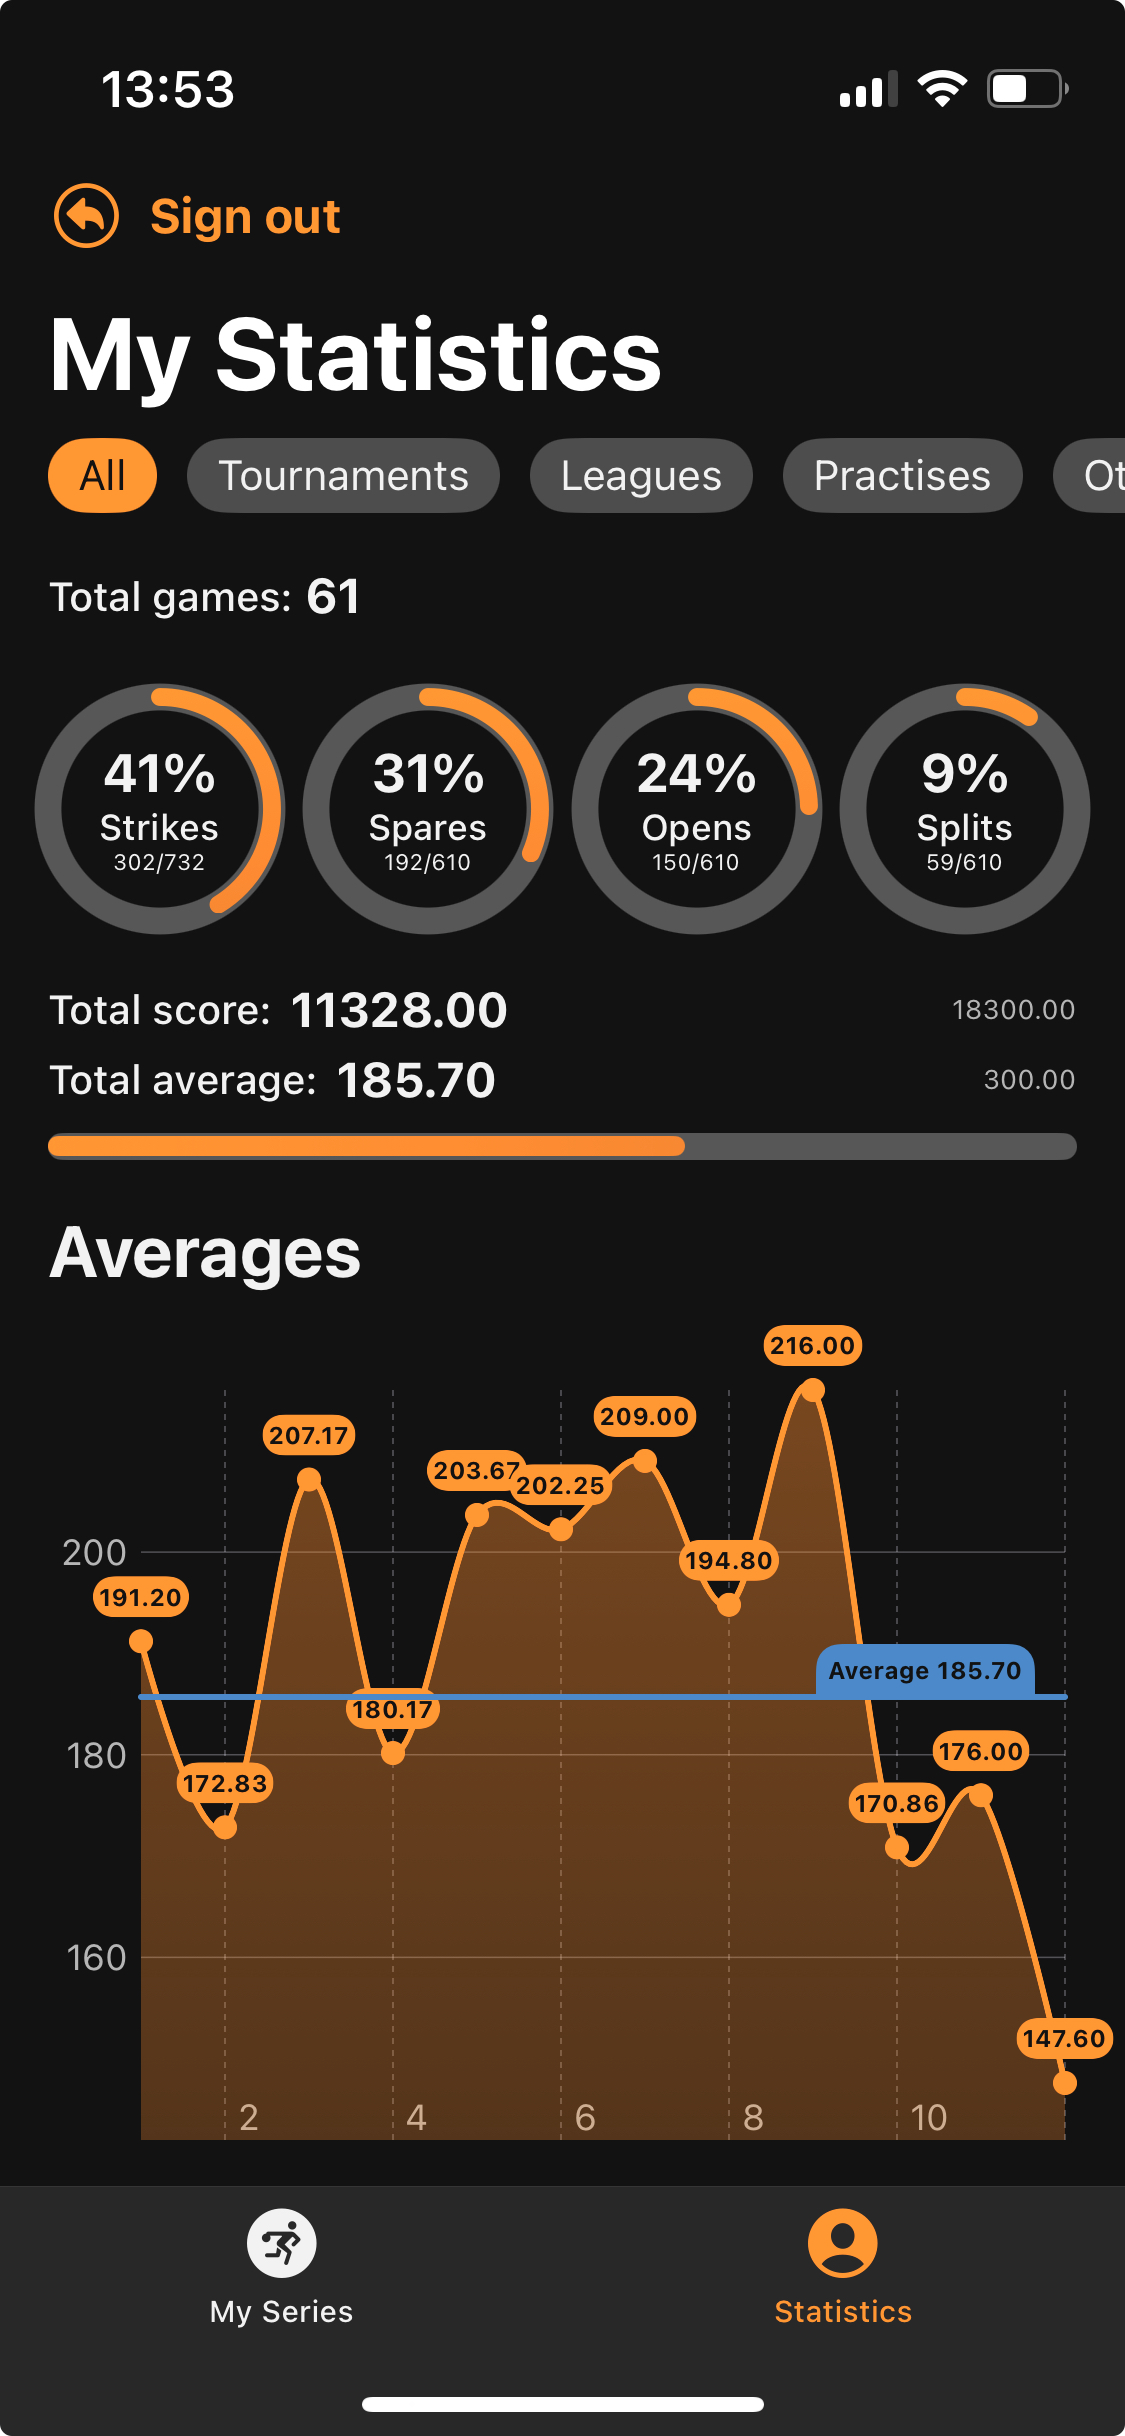 13:53
Sign out
My Statistics
All Tournaments Leagues Practises Ot
Total games: 61
41% 31% 24% 9%
Strikes Spares Opens Splits
302/732 192/610 150/610 59/610
Total score: 11328.00 18300.00
Total average: 185.70 300.00
Averages
216.00
209.00
207.17
203.67
202.25
200
194.80
191.20
Average 185.70
180.17
176.00
180
172.83
170.86
160
147.60
2 4 6 8 10
My Series Statistics